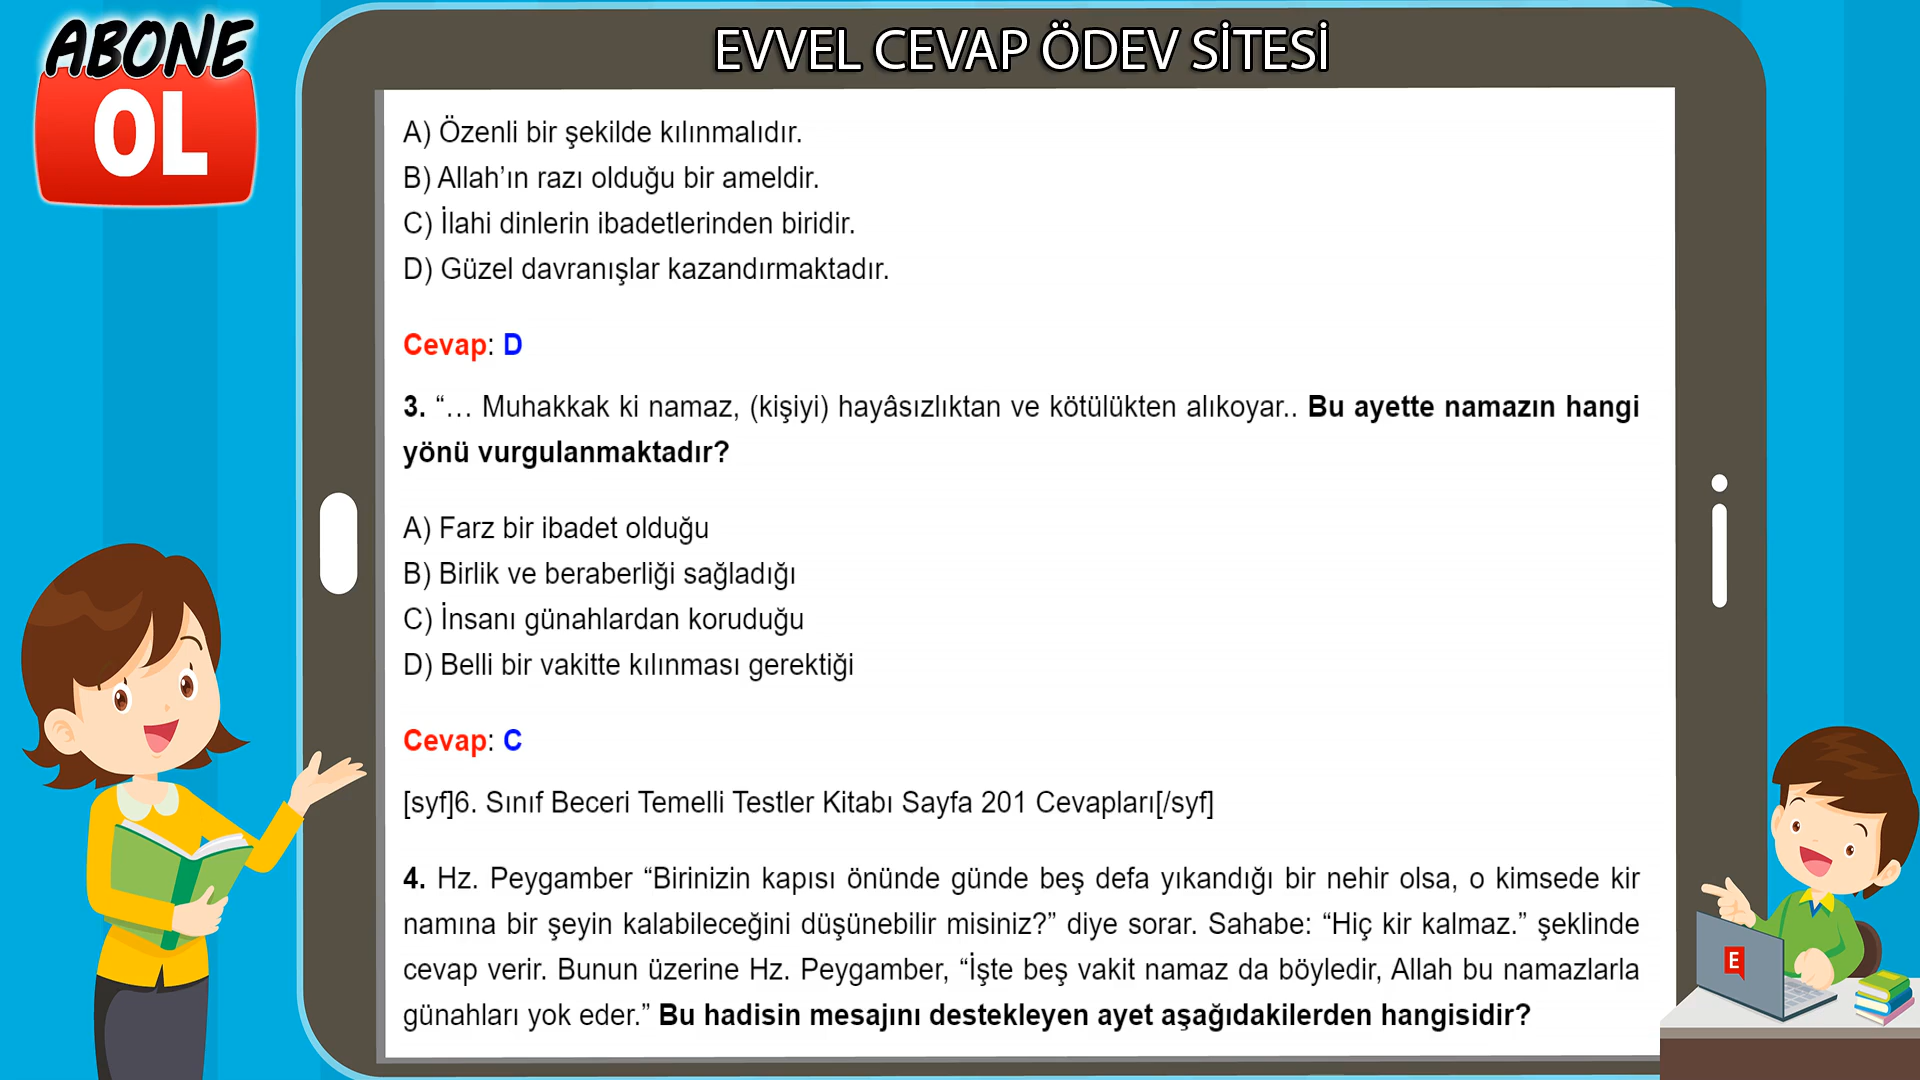 ABONE
OL
EVVEL CEVAP ÖDEV SİTESİ
A) Özenli bir şekilde kılınmalıdır.
B) Allah’ın razı olduğu bir ameldir.
C) İlahi dinlerin ibadetlerinden biridir.
D) Güzel davranışlar kazandırmaktadır.
Cevap: D
3. “… Muhakkak ki namaz, (kişiyi) hayâsızlıktan ve kötülükten alıkoyar.. Bu ayette namazın hangi
yönü vurgulanmaktadır?
A) Farz bir ibadet olduğu
B) Birlik ve beraberliği sağladığı
C) İnsanı günahlardan koruduğu
D) Belli bir vakitte kılınması gerektiği
Cevap: C
[syf]6. Sınıf Beceri Temelli Testler Kitabı Sayfa 201 Cevapları[/syf]
4. Hz. Peygamber “Birinizin kapısı önünde günde beş defa yıkandığı bir nehir olsa, o kimsede kir
namına bir şeyin kalabileceğini düşünebilir misiniz?” diye sorar. Sahabe: “Hiç kir kalmaz.” şeklinde
cevap verir. Bunun üzerine Hz. Peygamber, “İşte beş vakit namaz da böyledir, Allah bu namazlarla
günahları yok eder.” Bu hadisin mesajını destekleyen ayet aşağıdakilerden hangisidir?
E